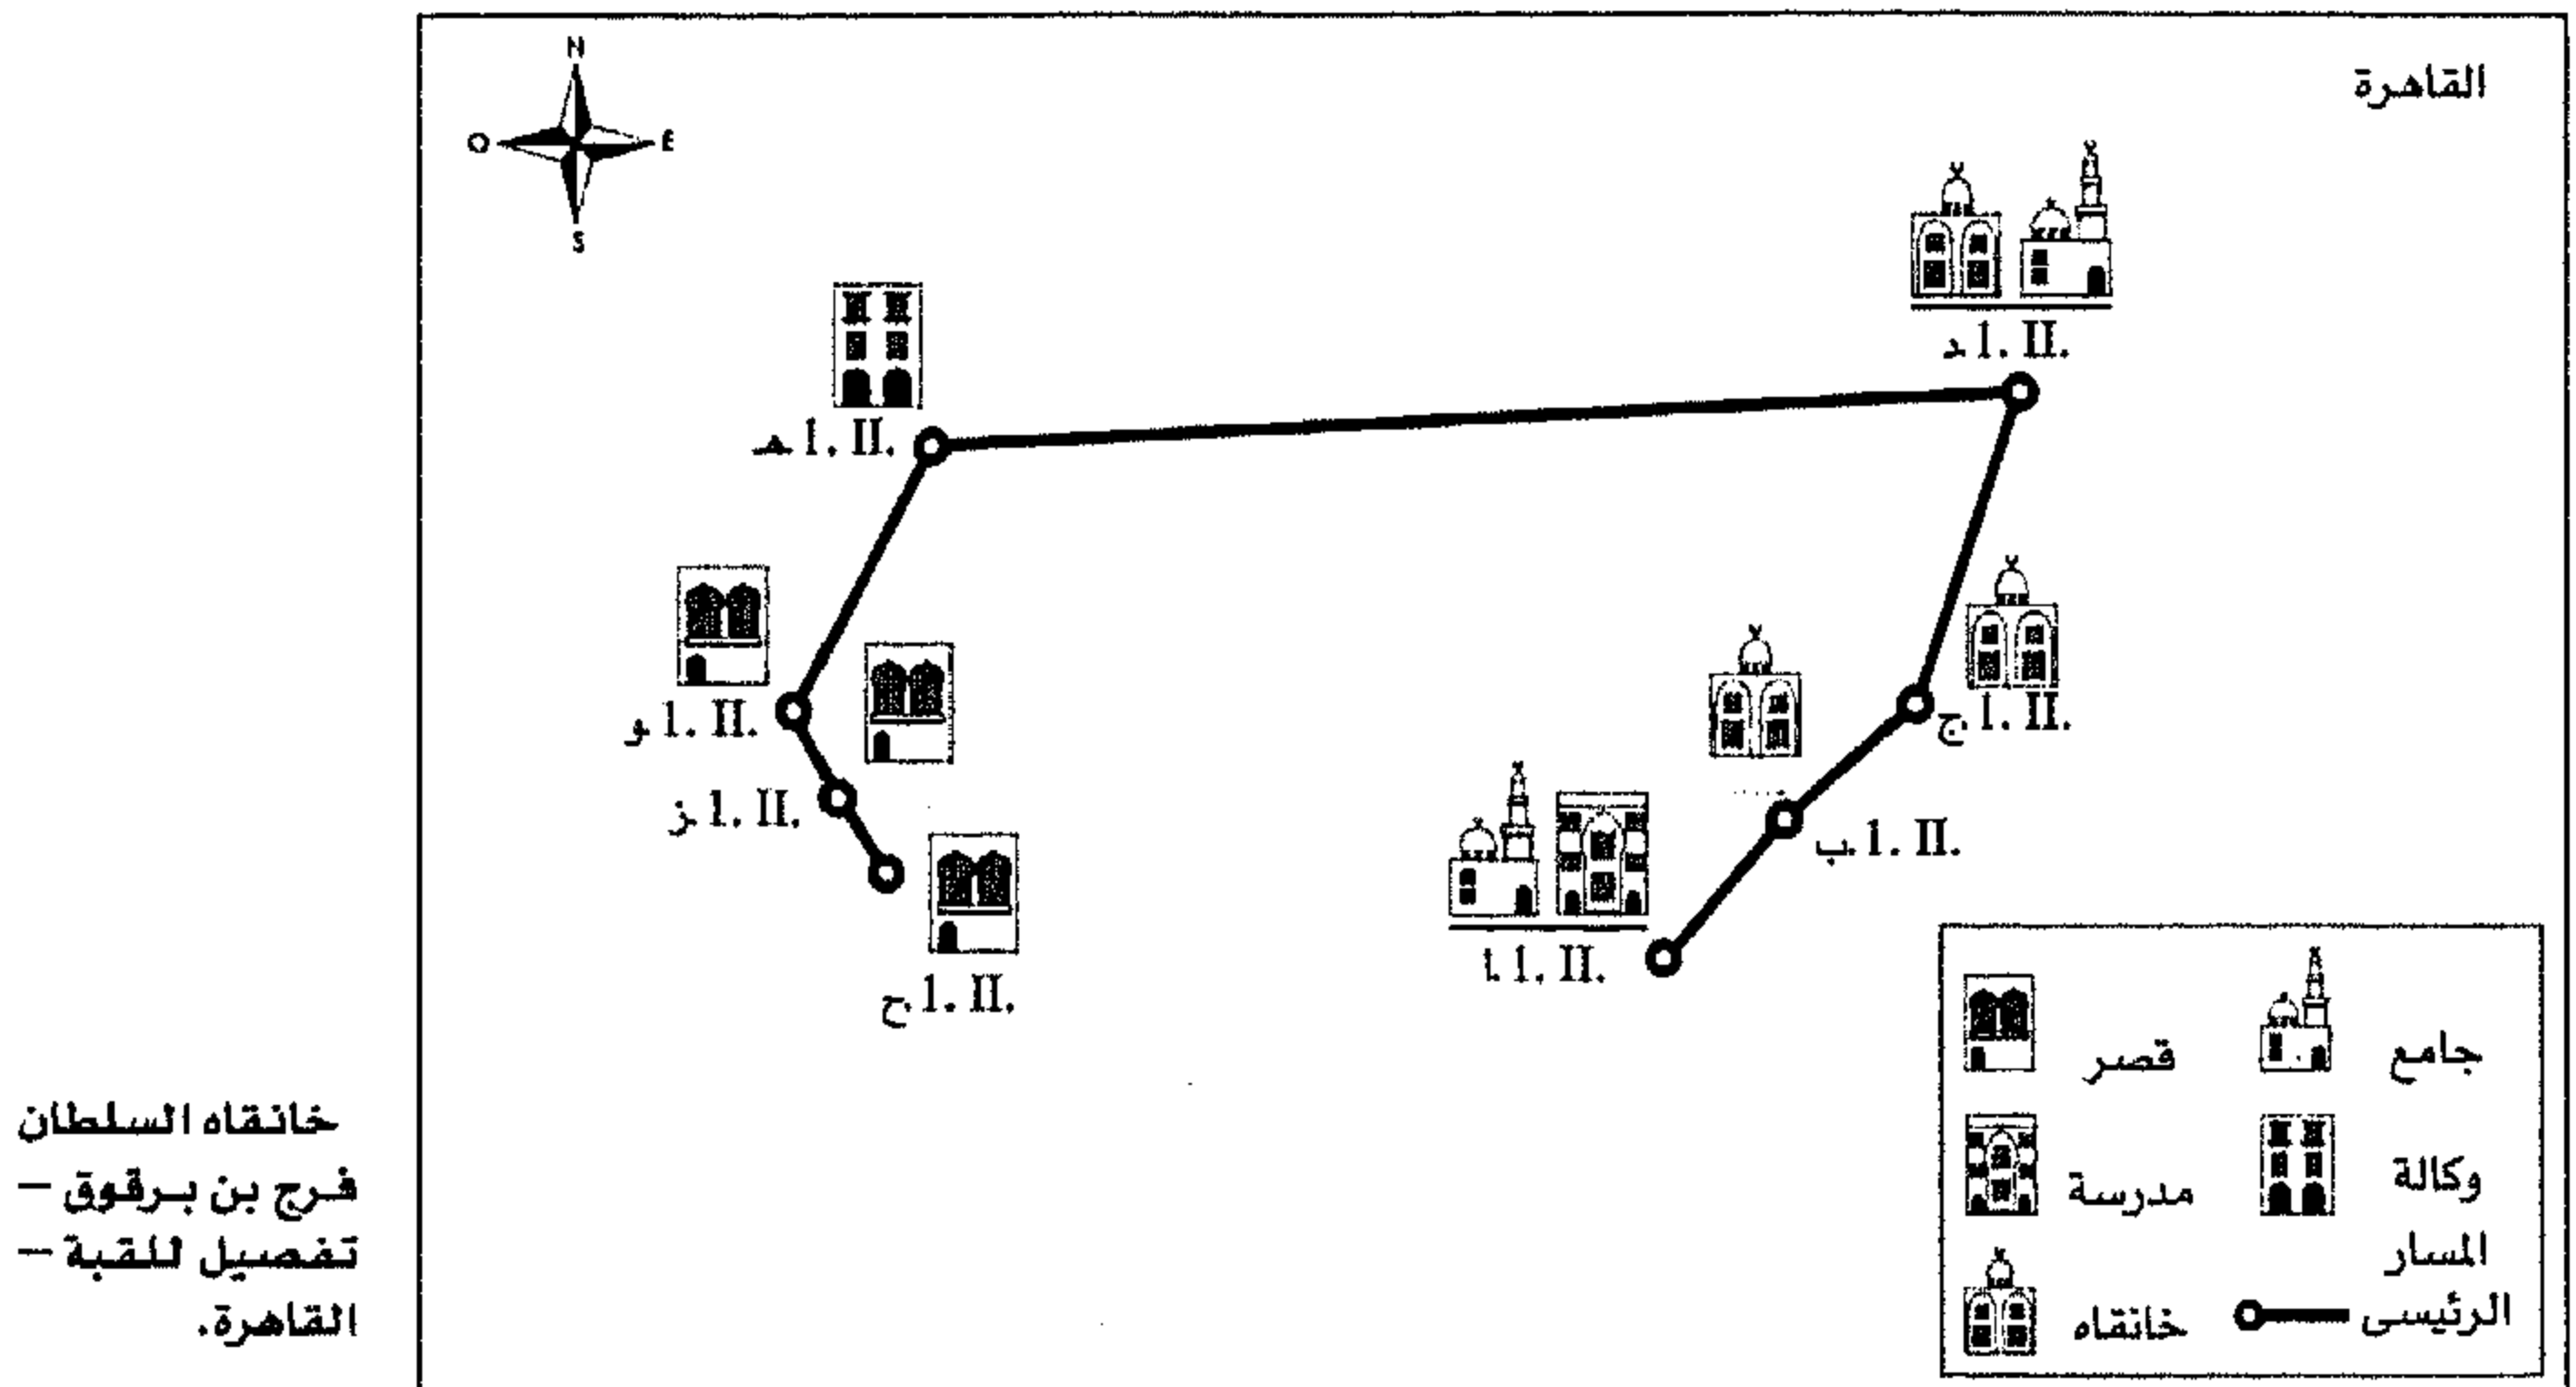 القاهرة
N
O E
S
II .1.د
II .1.هـ
II .1.و
II .1.ج
II .1.ز
II .1.ب
II .1.ا
II .1.ح
جامع
قصر
وكالة
مدرسة
المسار
الرئيسى
خانقاه
خانقاه السلطان
فرج بن برقوق –
تفصيل للقبة –
القاهرة.